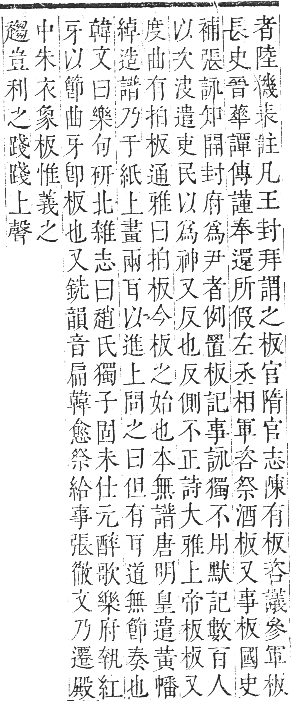 者陸機表註凡王封拜謂之板官隋官志陳有板咨議參軍板
長史晉華譚傳謹奉還所假左丞相軍咨祭酒板又事板國史
補張詠知開封府為尹者例置板記事詠獨不用默記數百人
以次波遣吏民以為神又反也反側不正詩大雅上帝板板又
度曲有拍板通雅曰拍板今板之始也本無譜唐明皇遣黃幡
綽造譜乃于紙上畫兩耳以進上問之曰但有耳道無節奏也
韓文曰樂句研北雜志曰趙氏獨子固未仕元醉歌樂府執紅
牙以節曲牙即板也又銑韻音扁韓愈祭給事張徹文乃遷殿
中朱衣象板惟義之
趨豈利之踐踐上聲